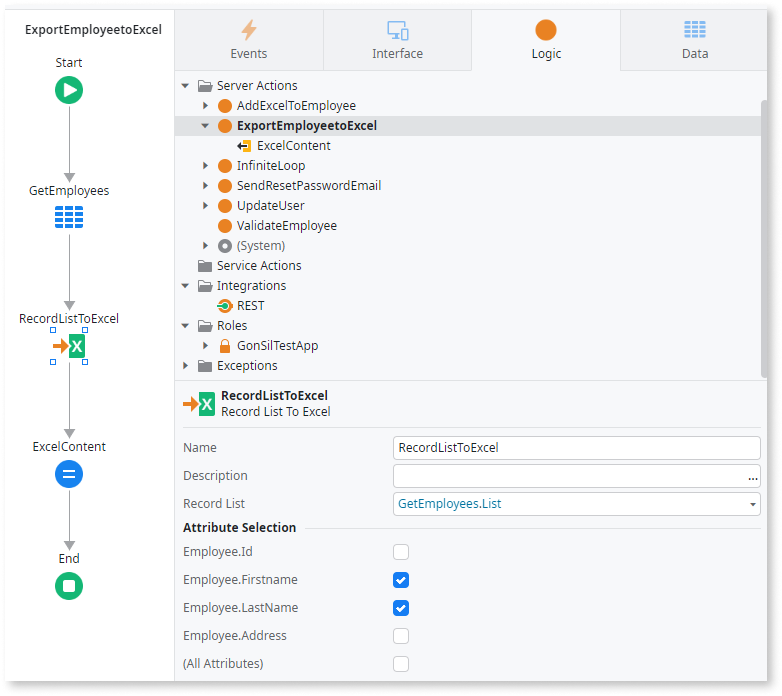 ExportEmployeetoExcel
Start
GetEmployees
RecordListToExcel
ExcelContent
End
Events
Interface
Logic
Data
Server Actions
AddExcelToEmployee
ExportEmployeetoExcel
ExcelContent
InfiniteLoop
SendResetPasswordEmail
UpdateUser
ValidateEmployee
(System)
Service Actions
Integrations
REST
Roles
GonSilTestApp
Exceptions
RecordListToExcel
Record List To Excel
Name RecordListToExcel
Description ...
Record List GetEmployees.List
Attribute Selection
Employee.Id
Employee.Firstname
Employee.LastName
Employee.Address
(All Attributes)